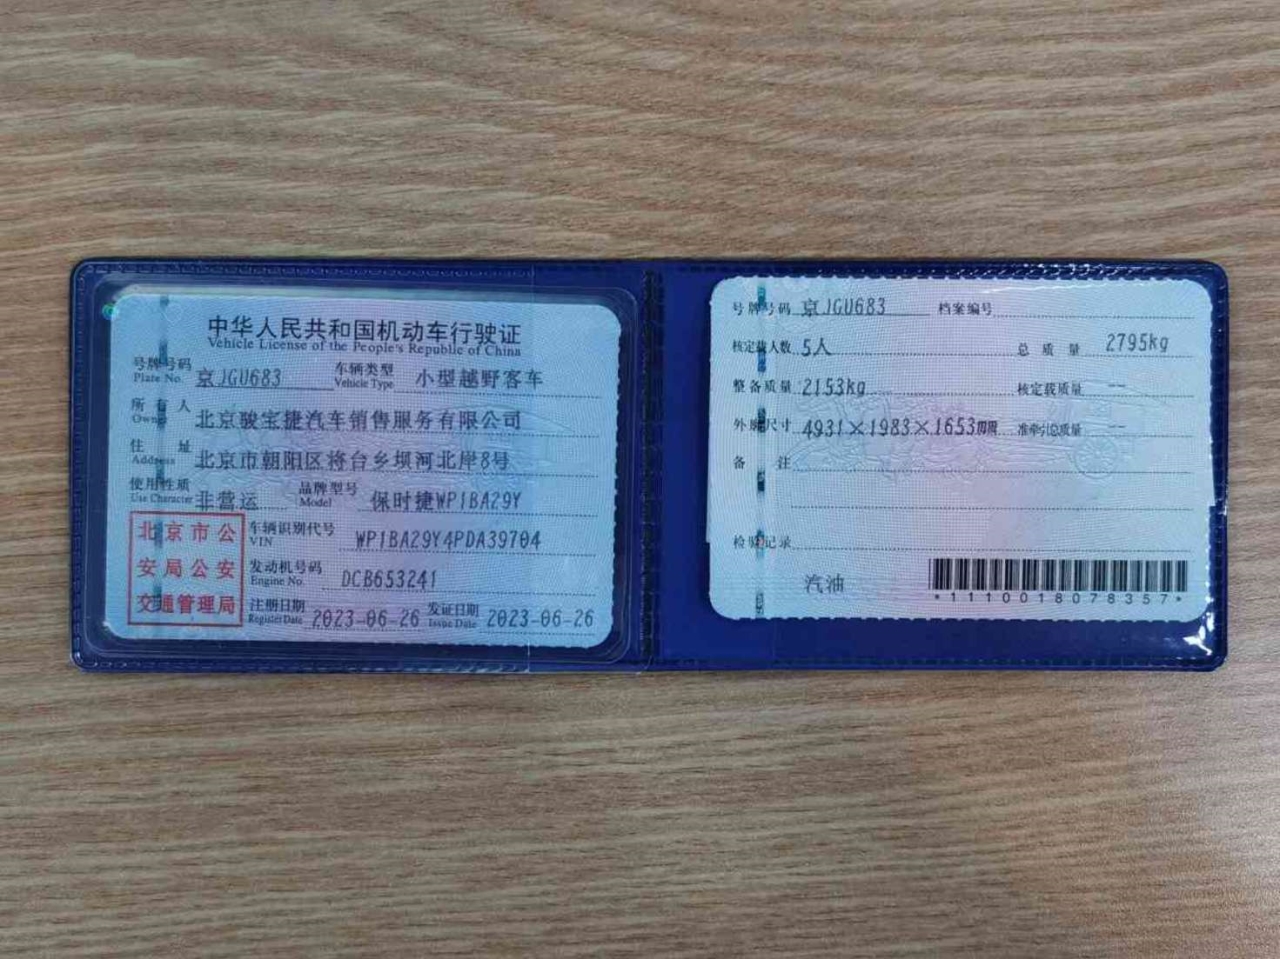 中华人民共和国机动车行驶证
Vehicle License of the People's Republic of China
号牌号码 京JGU683 车辆类型 小型越野客车
Plate No. Vehicle Type
所有人 北京骏宝捷汽车销售服务有限公司
Owner
住址 北京市朝阳区将台乡坝河北岸8号
Address
使用性质 非营运 品牌型号 保时捷WP1BA29Y
Use Character Model
北京市公
安局公安
交通管理局
车辆识别代号 WP1BA29Y4PDA39704
VIN
发动机号码 DCB653241
Engine No.
注册日期 2023-06-26 发证日期 2023-06-26
Register Date Issue Date
号牌号码 京JGU683 档案编号
核定载人数 5人 总质量 2795kg
整备质量 2153kg 核定载质量 --
外廓尺寸 4931×1983×1653mm 准牵引总质量 --
备注
检验记录
汽油
*1110018078357*